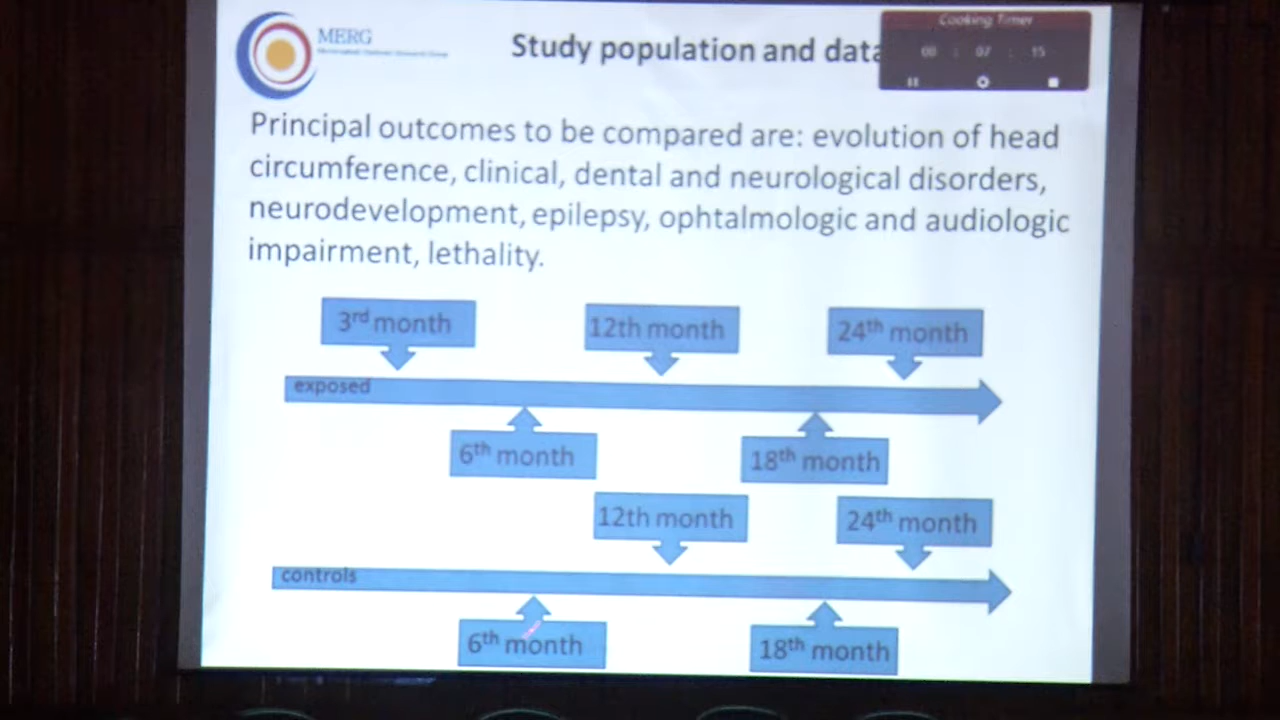 MERG
Study population and data
Cooking Timer
00 : 07 : 15
Principal outcomes to be compared are: evolution of head
circumference, clinical, dental and neurological disorders,
neurodevelopment, epilepsy, ophtalmologic and audiologic
impairment, lethality.
3rd month
12th month
24th month
exposed
6th month
18th month
12th month
24th month
controls
6th month
18th month